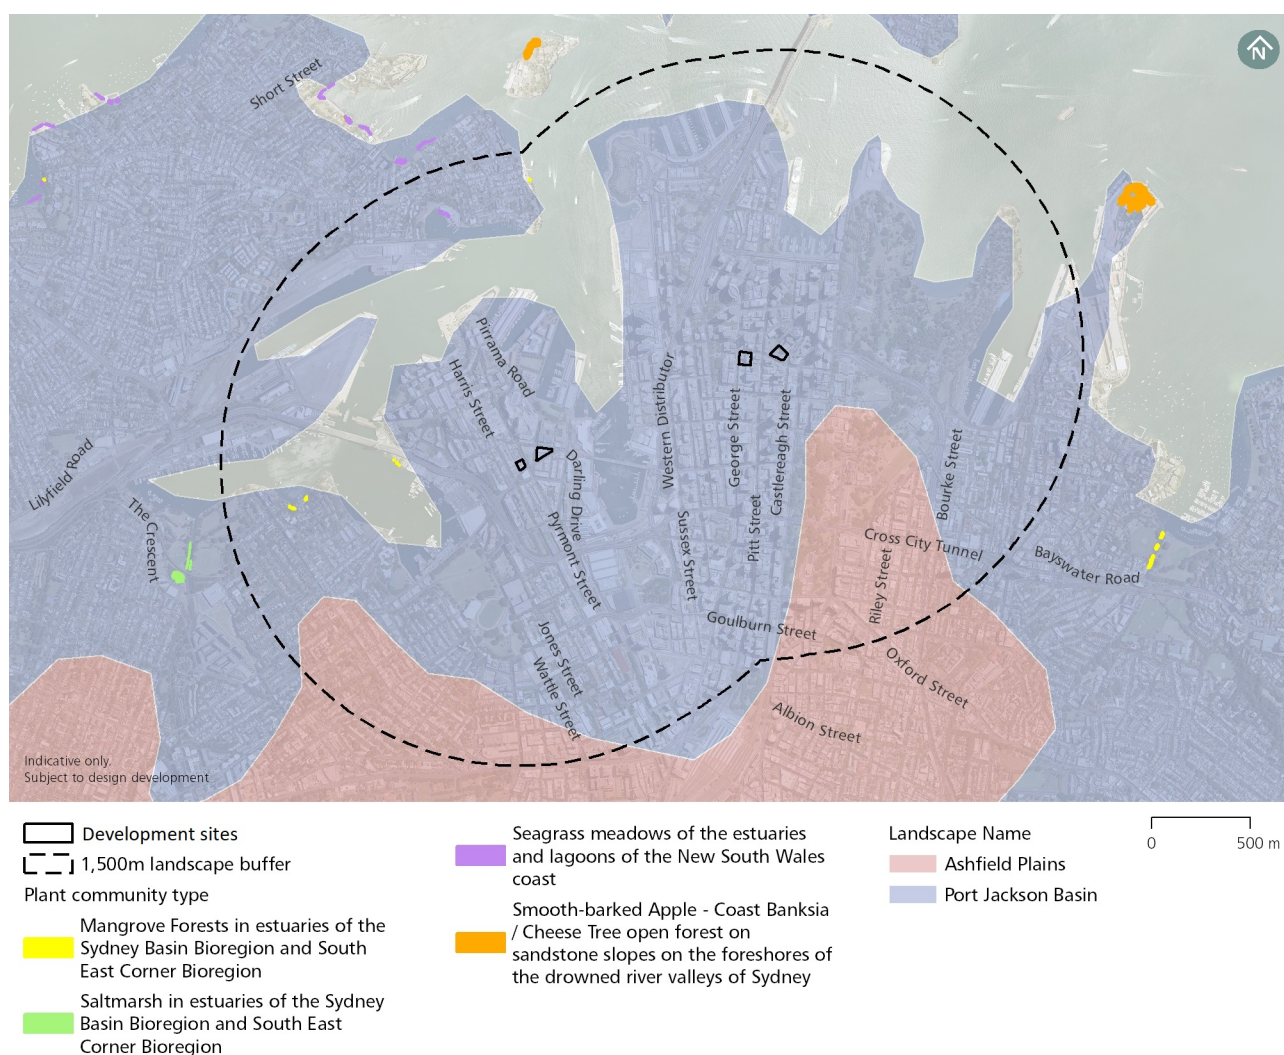 N
Short Street
Pirrama Road
Harris Street
Western Distributor
George Street
Castlereagh Street
Lilyfield Road
The Crescent
Darling Drive
Bourke Street
Pyrmont Street
Sussex Street
Pitt Street
Cross City Tunnel
Bayswater Road
Riley Street
Goulburn Street
Jones Street
Wattle Street
Oxford Street
Albion Street
Indicative only.
Subject to design development
Development sites
1,500m landscape buffer
Plant community type
Mangrove Forests in estuaries of the
Sydney Basin Bioregion and South
East Corner Bioregion
Saltmarsh in estuaries of the Sydney
Basin Bioregion and South East
Corner Bioregion
Seagrass meadows of the estuaries
and lagoons of the New South Wales
coast
Smooth-barked Apple - Coast Banksia
/ Cheese Tree open forest on
sandstone slopes on the foreshores of
the drowned river valleys of Sydney
Landscape Name
Ashfield Plains
Port Jackson Basin
0 500 m